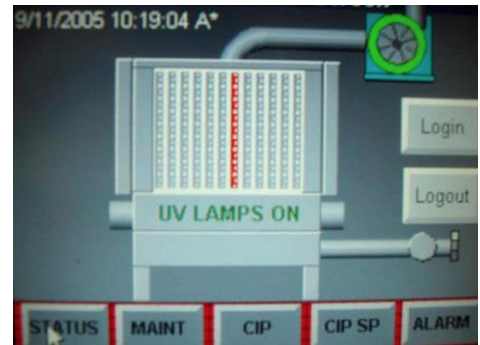 9/11/2005 10:19:04 A*
Login
Logout
UV LAMPS ON
STATUS MAINT CIP CIP SP ALARM